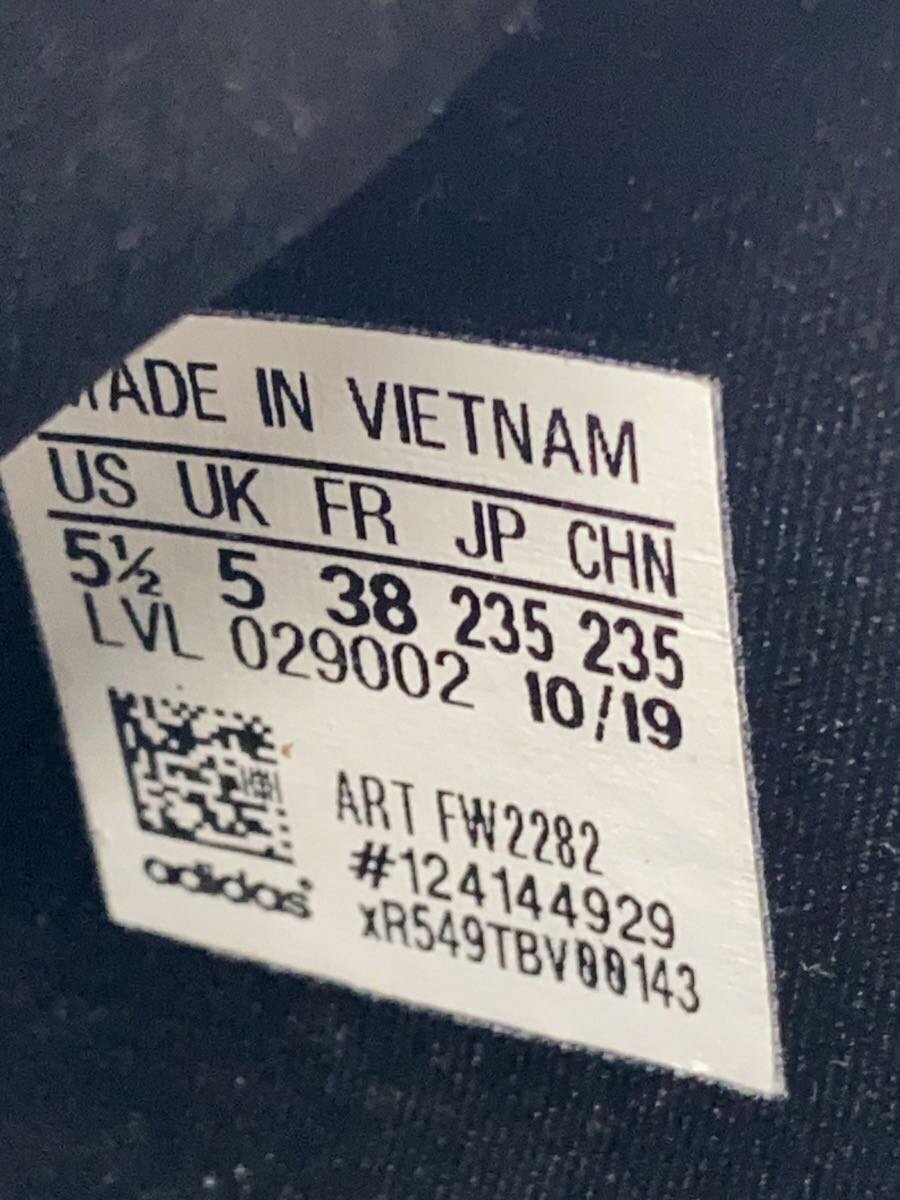 MADE IN VIETNAM
US UK FR JP CHN
5½ 5 38 235 235
LVL 029002 10/19
ART FW2282
#124144929
xR549TBV00143
adidas